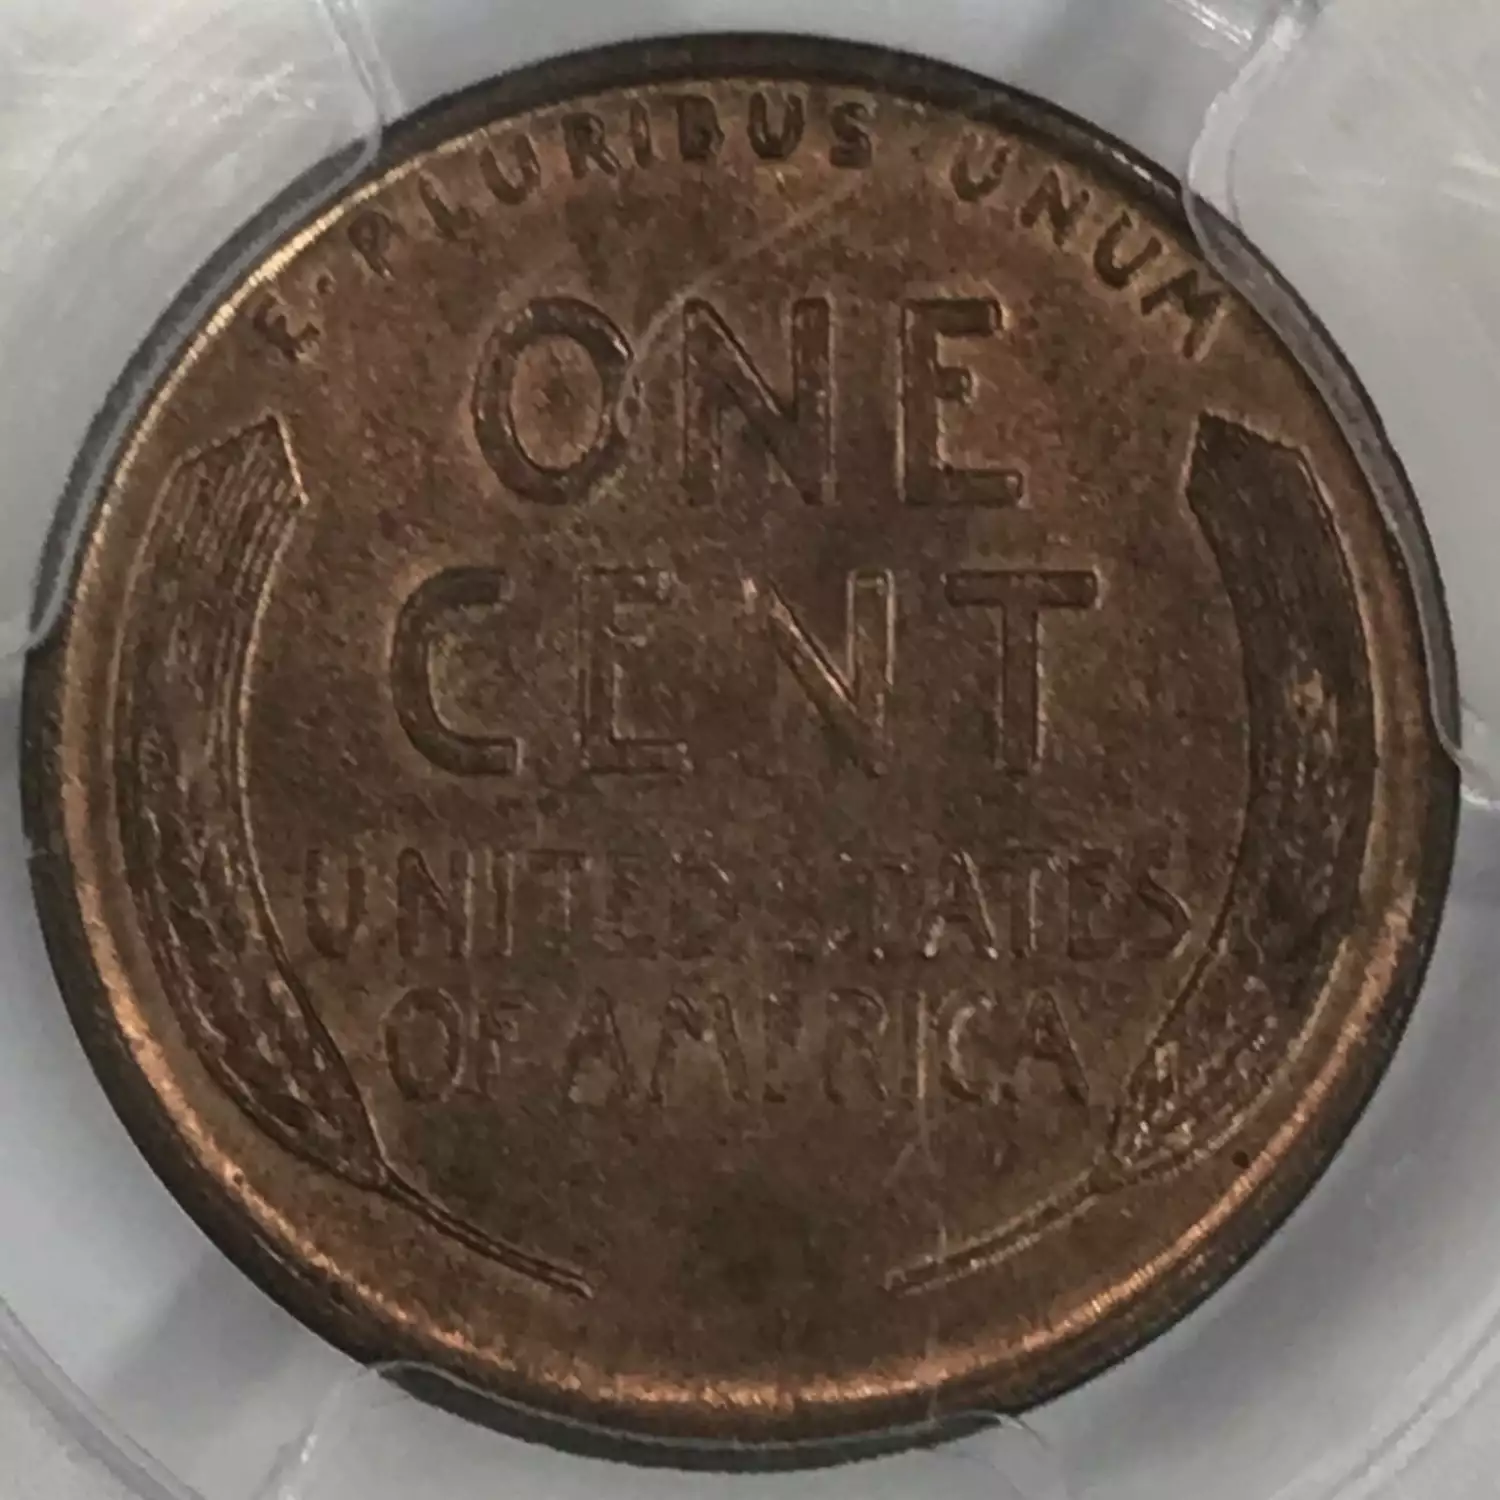 E·PLURIBUS·UNUM
ONE
CENT
UNITED STATES
OF AMERICA